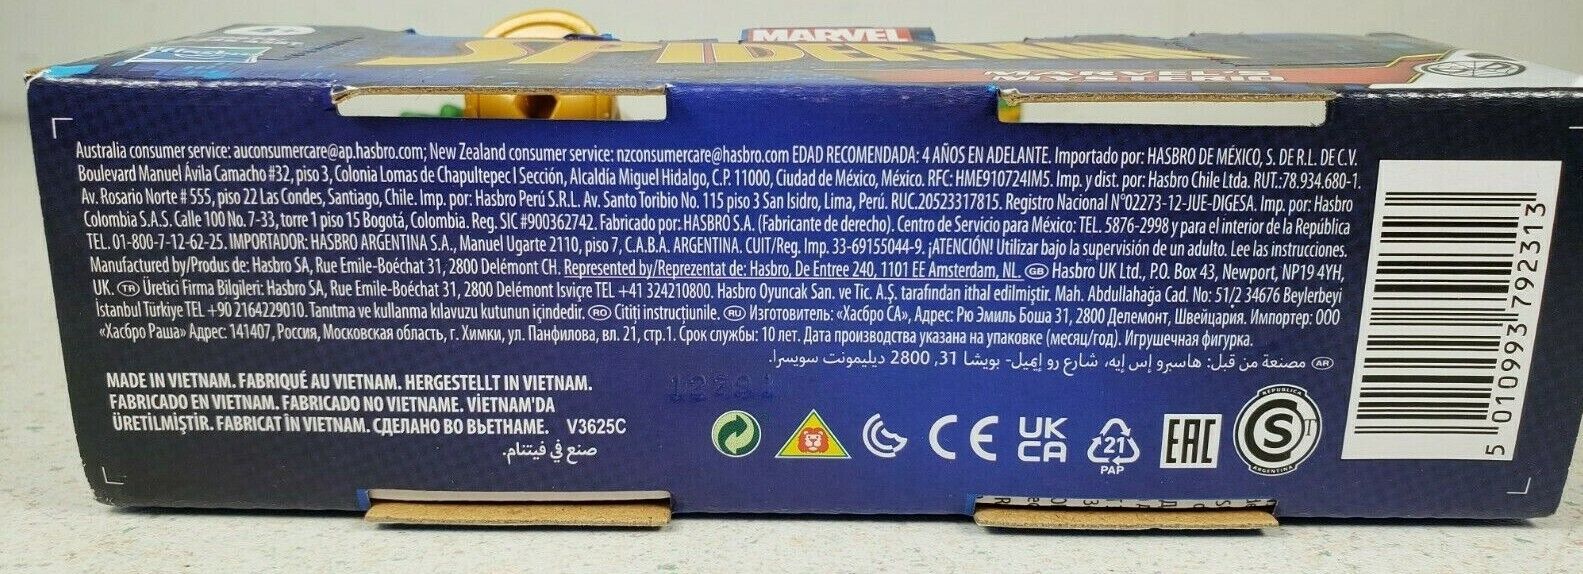 MARVEL
SPIDER-MAN
MARVEL'S
MYSTERIO
Australia consumer service: auconsumercare@ap.hasbro.com; New Zealand consumer service: nzconsumercare@hasbro.com EDAD RECOMENDADA: 4 AÑOS EN ADELANTE. Importado por: HASBRO DE MÉXICO, S. DE R.L. DE C.V.
Boulevard Manuel Ávila Camacho #32, piso 3, Colonia Lomas de Chapultepec I Sección, Alcaldía Miguel Hidalgo, C.P. 11000, Ciudad de México, México. RFC: HME910724IM5. Imp. y dist. por: Hasbro Chile Ltda. RUT.:78.934.680-1.
Av. Rosario Norte # 555, piso 22 Las Condes, Santiago, Chile. Imp. por: Hasbro Perú S.R.L. Av. Santo Toribio No. 115 piso 3 San Isidro, Lima, Perú. RUC.20523317815. Registro Nacional N°02273-12-JUE-DIGESA. Imp. por: Hasbro
Colombia S.A.S. Calle 100 No. 7-33, torre 1 piso 15 Bogotá, Colombia. Reg. SIC #900362742. Fabricado por: HASBRO S.A. (Fabricante de derecho). Centro de Servicio para México: TEL. 5876-2998 y para el interior de la República
TEL. 01-800-7-12-62-25. IMPORTADOR: HASBRO ARGENTINA S.A., Manuel Ugarte 2110, piso 7, C.A.B.A. ARGENTINA. CUIT/Reg. Imp. 33-69155044-9. ¡ATENCIÓN! Utilizar bajo la supervisión de un adulto. Lee las instrucciones.
Manufactured by/Produs de: Hasbro SA, Rue Emile-Boéchat 31, 2800 Delémont CH. Represented by/Reprezentat de: Hasbro, De Entree 240, 1101 EE Amsterdam, NL. GB Hasbro UK Ltd., P.O. Box 43, Newport, NP19 4YH,
UK. TR Üretici Firma Bilgileri: Hasbro SA, Rue Emile-Boéchat 31, 2800 Delémont Isviçre TEL +41 324210800. Hasbro Oyuncak San. ve Tic. A.Ş. tarafından ithal edilmiştir. Mah. Abdullahağa Cad. No: 51/2 34676 Beylerbeyi
İstanbul Türkiye TEL +90 2164229010. Tanıtma ve kullanma kılavuzu kutunun içindedir. RO Citiți instrucțiunile. RU Изготовитель: «Хасбро СА», Адрес: Рю Эмиль Боша 31, 2800 Делемонт, Швейцария. Импортер: ООО
«Хасбро Раша» Адрес: 141407, Россия, Московская область, г. Химки, ул. Панфилова, вл. 21, стр.1. Срок службы: 10 лет. Дата производства указана на упаковке (месяц/год). Игрушечная фигурка.
AR مصنعة من قبل: هاسبرو إس إيه، شارع رو إيميل- بويشا 31, 2800 ديليمونت سويسرا.
MADE IN VIETNAM. FABRIQUÉ AU VIETNAM. HERGESTELLT IN VIETNAM.
FABRICADO EN VIETNAM. FABRICADO NO VIETNAME. VİETNAM'DA
ÜRETİLMİŞTİR. FABRICAT ÎN VIETNAM. СДЕЛАНО ВО ВЬЕТНАМЕ. V3625C
صنع في فيتنام.
CE
UK
CA
21
PAP
EAC
REPUBLICA
S T
ARGENTINA
5 010993 792313